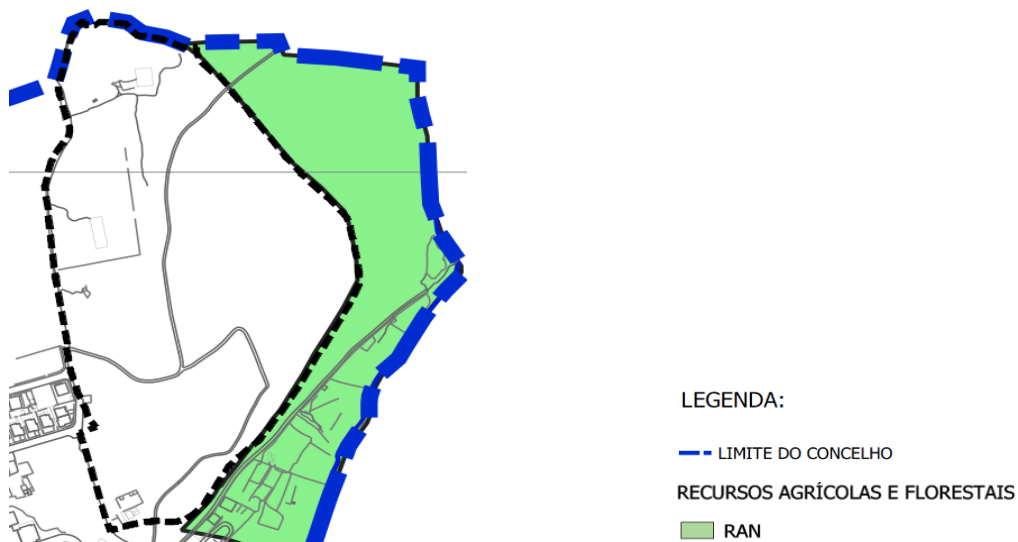 LEGENDA:
LIMITE DO CONCELHO
RECURSOS AGRÍCOLAS E FLORESTAIS
RAN